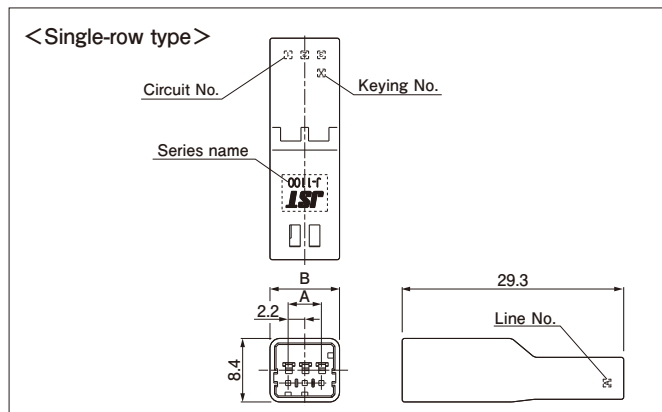 <Single-row type>
Circuit No.
Keying No.
Series name
J-1100
JST
B
A
2.2
8.4
29.3
Line No.